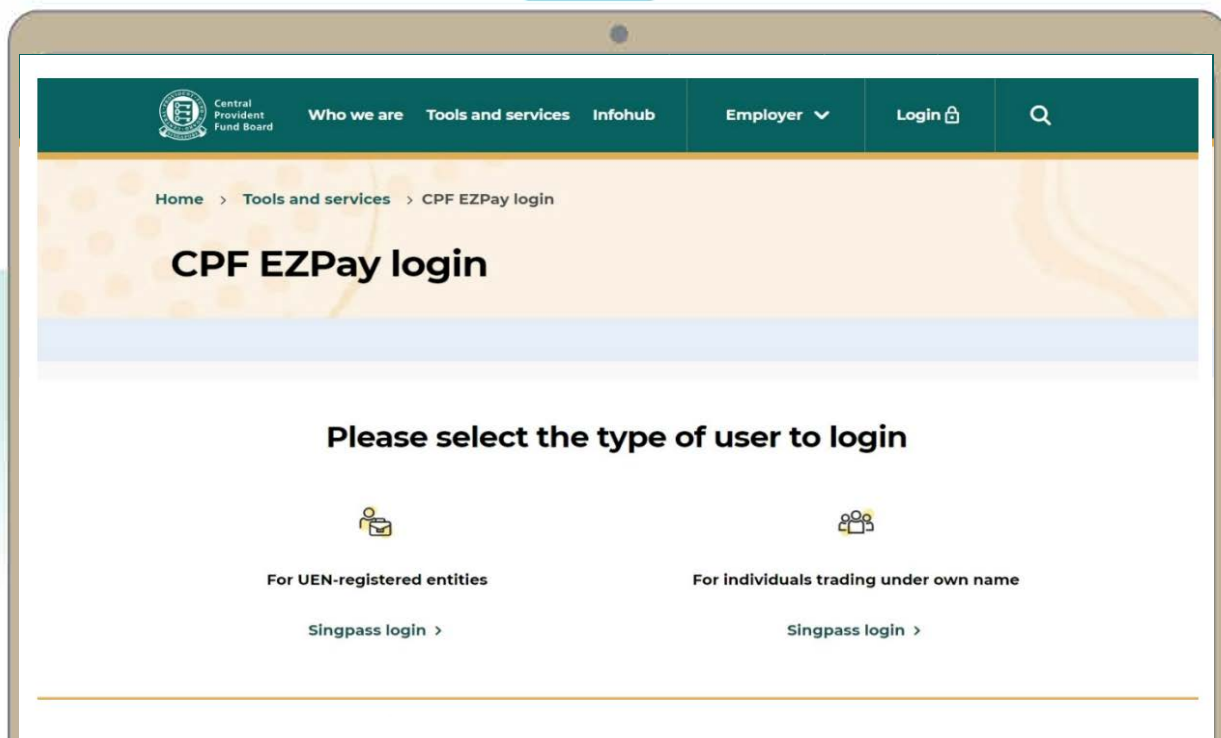 Central
Provident
Fund Board
Who we are Tools and services Infohub Employer Login
Home > Tools and services > CPF EZPay login
CPF EZPay login
Please select the type of user to login
For UEN-registered entities
Singpass login >
For individuals trading under own name
Singpass login >